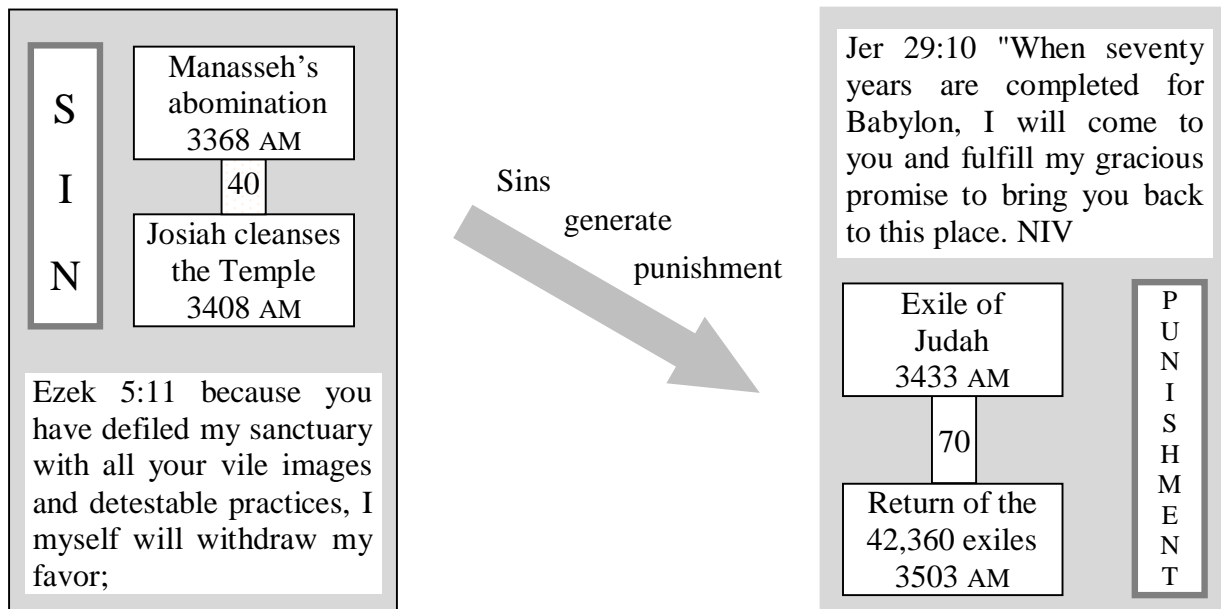 S
I
N
Manasseh's
abomination
3368 AM
40
Josiah cleanses
the Temple
3408 AM
Ezek 5:11 because you
have defiled my sanctuary
with all your vile images
and detestable practices, I
myself will withdraw my
favor;
Sins
generate
punishment
Jer 29:10 "When seventy
years are completed for
Babylon, I will come to
you and fulfill my gracious
promise to bring you back
to this place. NIV
Exile of
Judah
3433 AM
70
Return of the
42,360 exiles
3503 AM
P
U
N
I
S
H
M
E
N
T